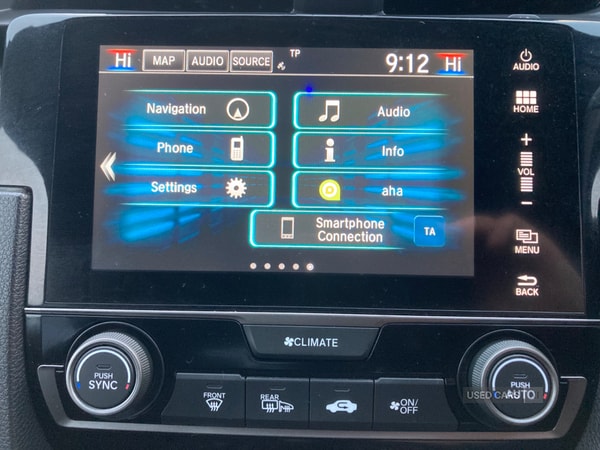 Hi MAP AUDIO SOURCE TP 9:12 Hi
Navigation
Audio
Phone
Info
Settings
aha
Smartphone
Connection
TA
AUDIO
HOME
+
VOL
−
MENU
BACK
CLIMATE
PUSH
SYNC
FRONT
REAR
ON/
OFF
PUSH
AUTO
USED CARS NI